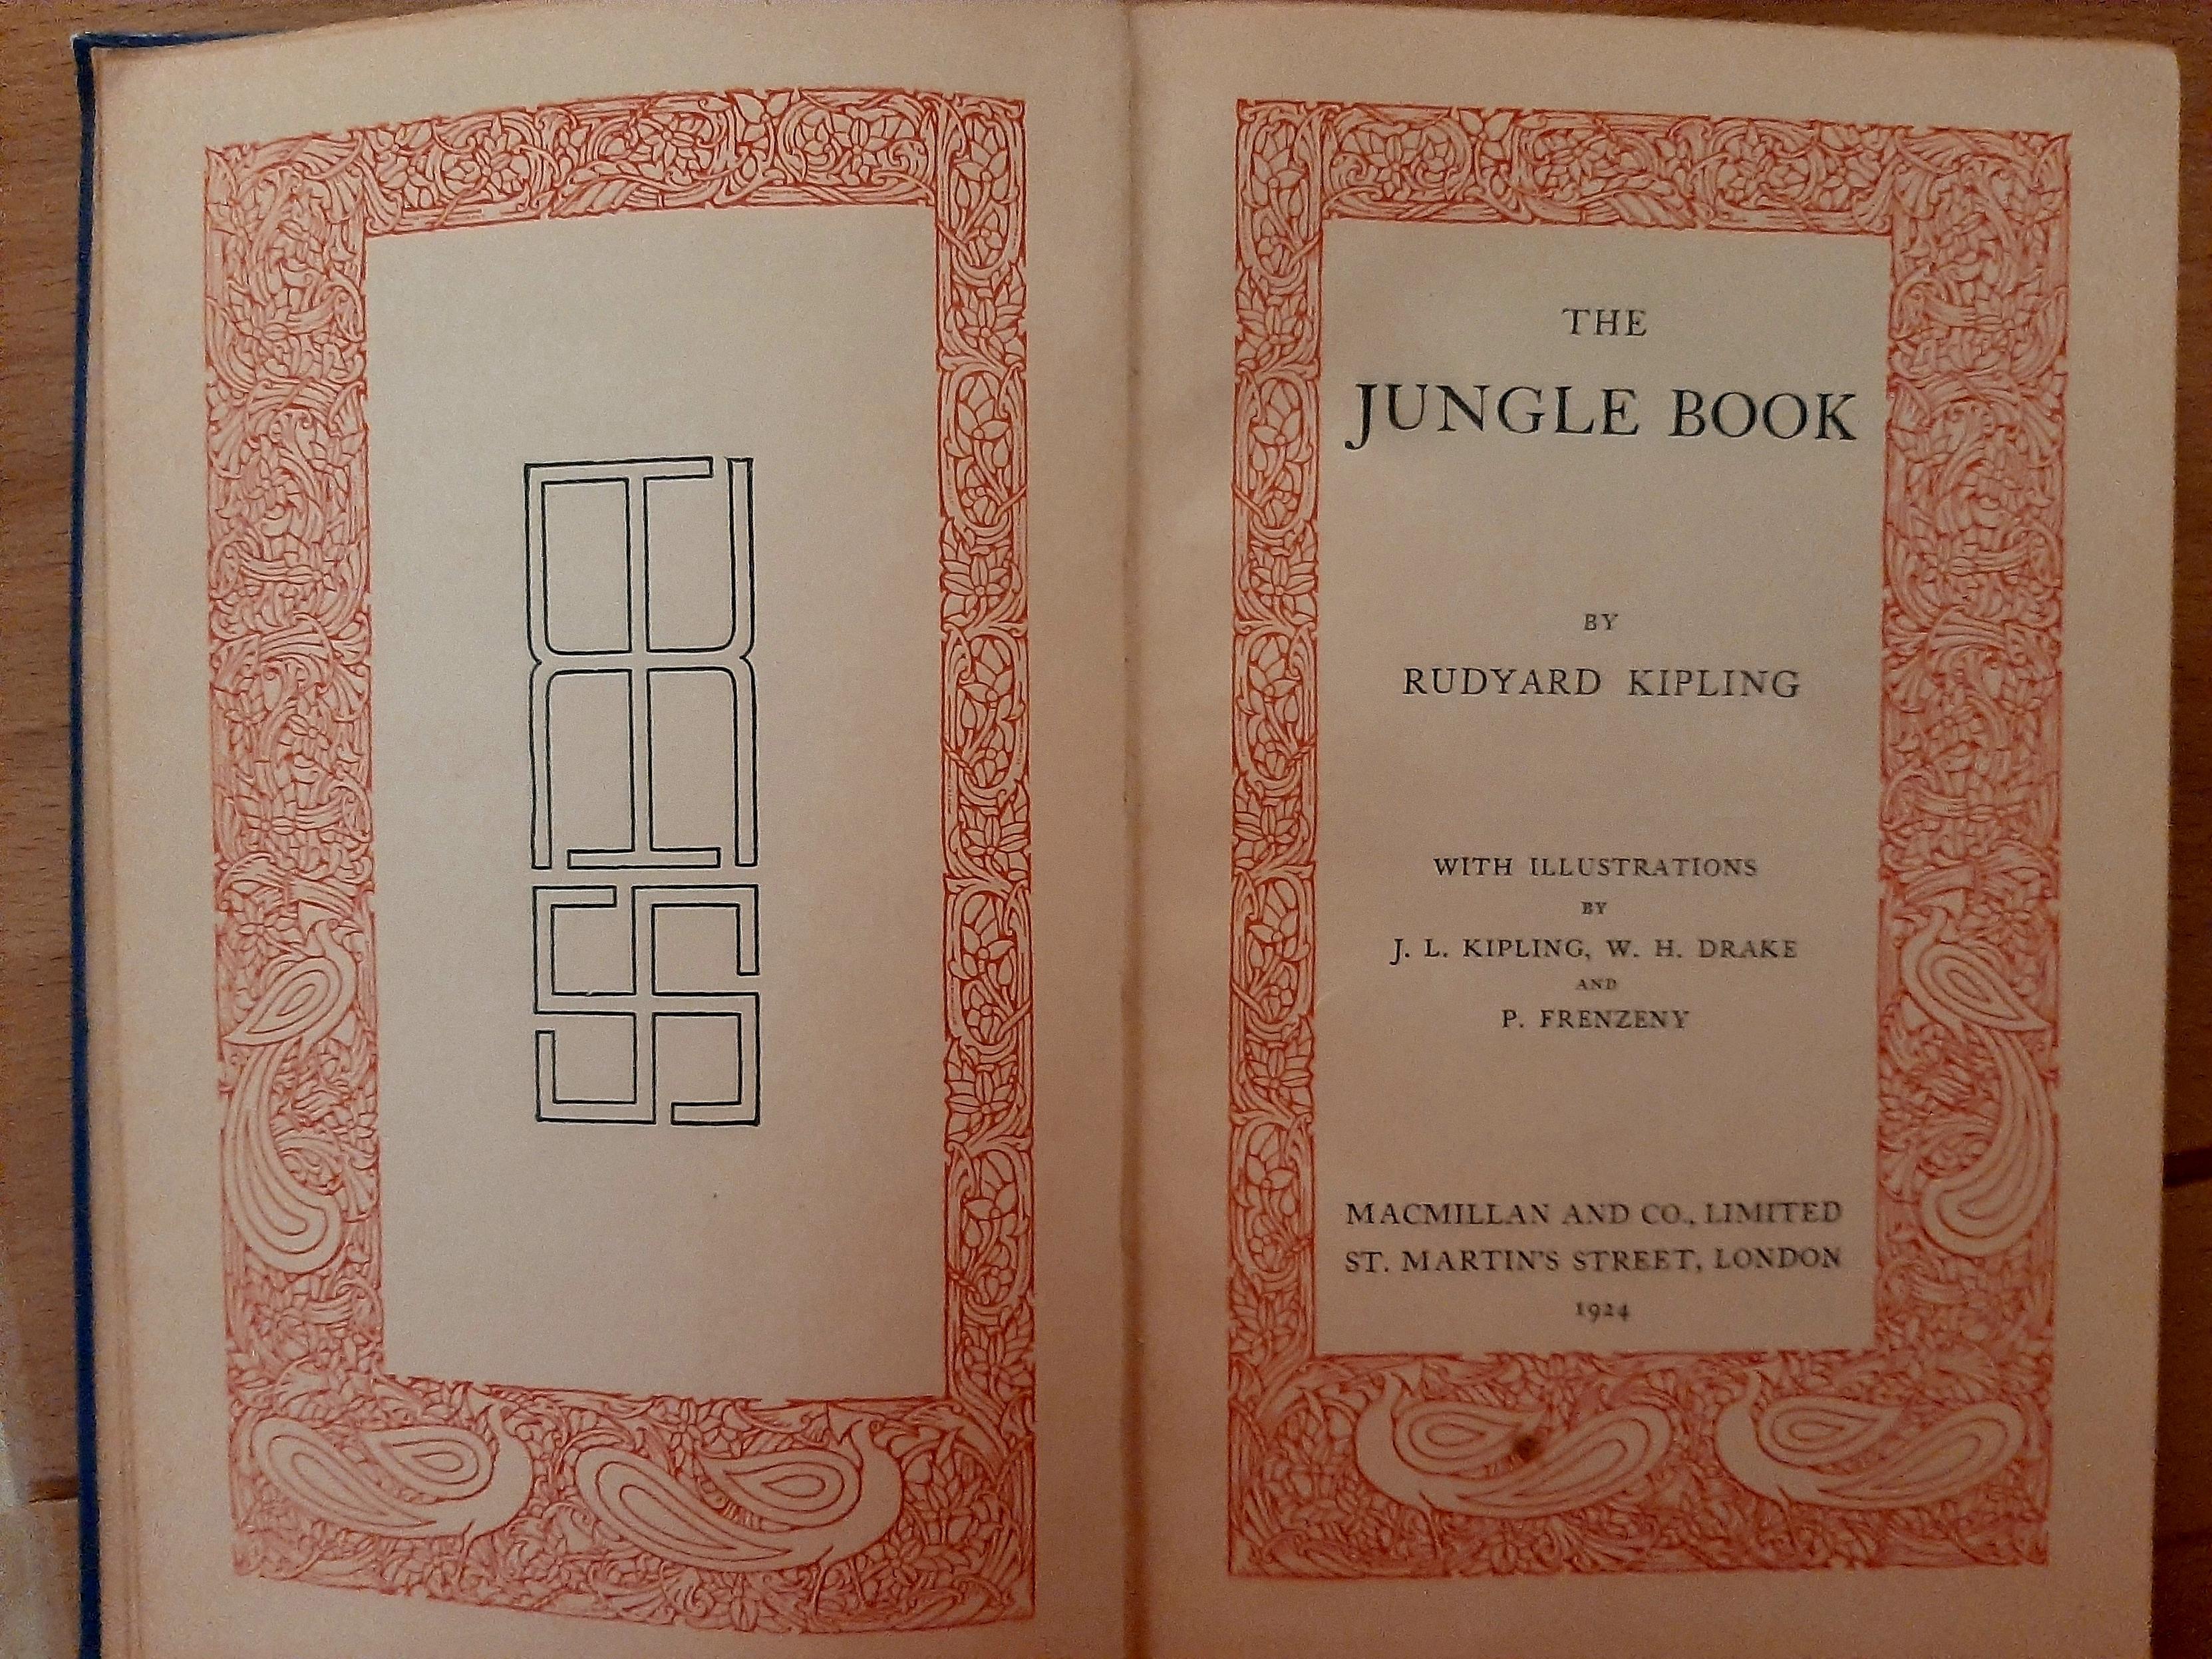 THE
JUNGLE BOOK
BY
RUDYARD KIPLING
WITH ILLUSTRATIONS
BY
J. L. KIPLING, W. H. DRAKE
AND
P. FRENZENY
MACMILLAN AND CO., LIMITED
ST. MARTIN'S STREET, LONDON
1924